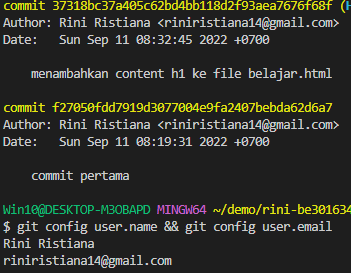 commit 37318bc37a405c62bd4bb118d2f93aea7676f68f (H
Author: Rini Ristiana <riniristiana14@gmail.com>
Date:   Sun Sep 11 08:32:45 2022 +0700
menambahkan content h1 ke file belajar.html
commit f27050fdd7919d3077004e9fa2407bebda62d6a7
Author: Rini Ristiana <riniristiana14@gmail.com>
Date:   Sun Sep 11 08:19:31 2022 +0700
commit pertama
Win10@DESKTOP-M3OBAPD MINGW64 ~/demo/rini-be301634
$ git config user.name && git config user.email
Rini Ristiana
riniristiana14@gmail.com